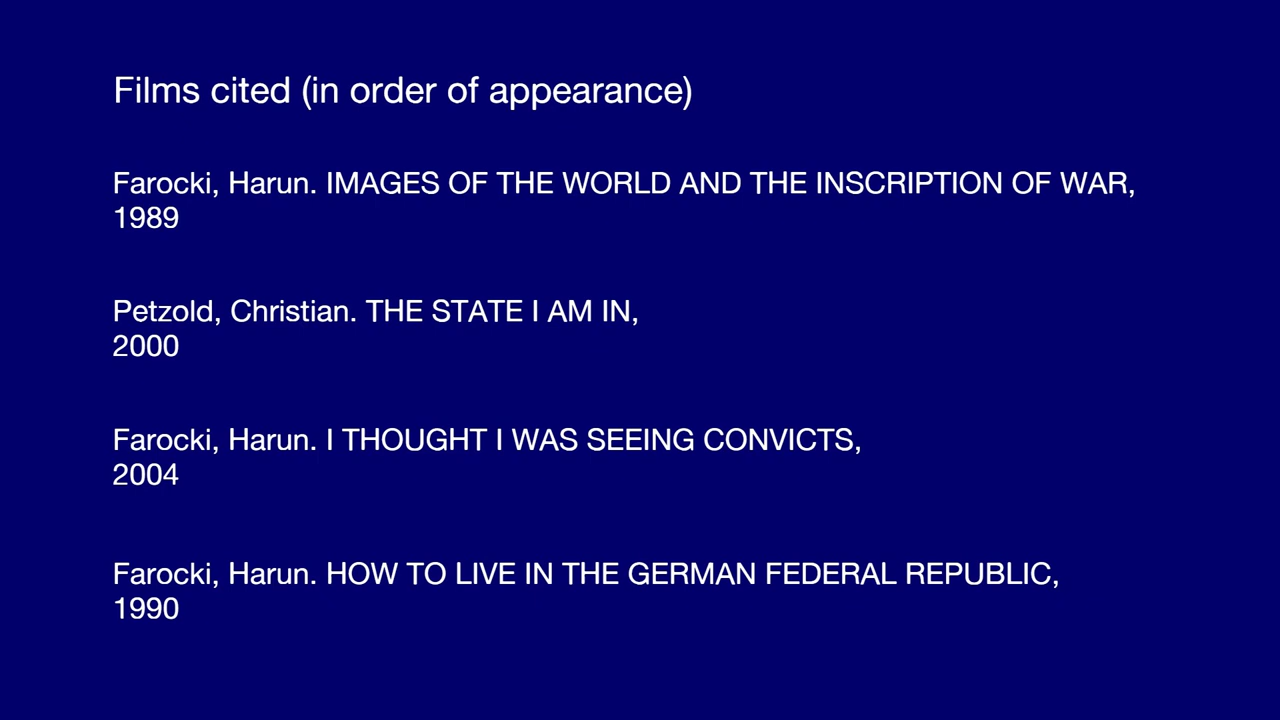 Films cited (in order of appearance)
Farocki, Harun. IMAGES OF THE WORLD AND THE INSCRIPTION OF WAR,
1989
Petzold, Christian. THE STATE I AM IN,
2000
Farocki, Harun. I THOUGHT I WAS SEEING CONVICTS,
2004
Farocki, Harun. HOW TO LIVE IN THE GERMAN FEDERAL REPUBLIC,
1990